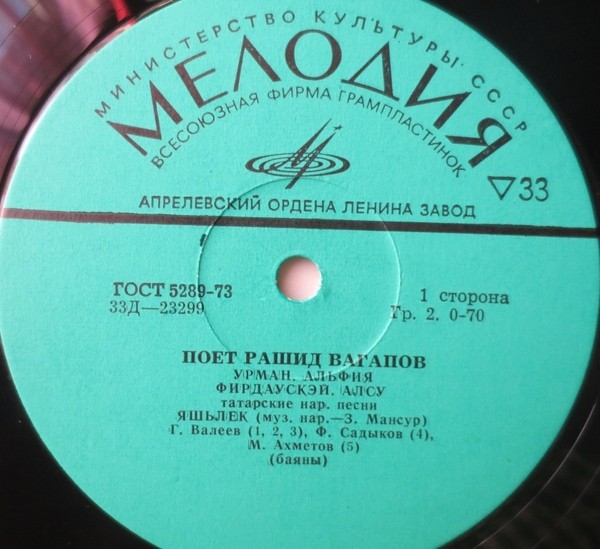 МИНИСТЕРСТВО КУЛЬТУРЫ СССР
МЕЛОДИЯ
ВСЕСОЮЗНАЯ ФИРМА ГРАМПЛАСТИНОК
▽33
АПРЕЛЕВСКИЙ ОРДЕНА ЛЕНИНА ЗАВОД
ГОСТ 5289-73
33Д—23299
1 сторона
Гр. 2. 0-70
ПОЕТ РАШИД ВАГАПОВ
УРМАН. АЛЬФИЯ
ФИРДАУСКЭЙ. АЛСУ
татарские нар. песни
ЯШЬЛЕК (муз. нар.—З. Мансур)
Г. Валеев (1, 2, 3), Ф. Садыков (4),
М. Ахметов (5)
(баяны)